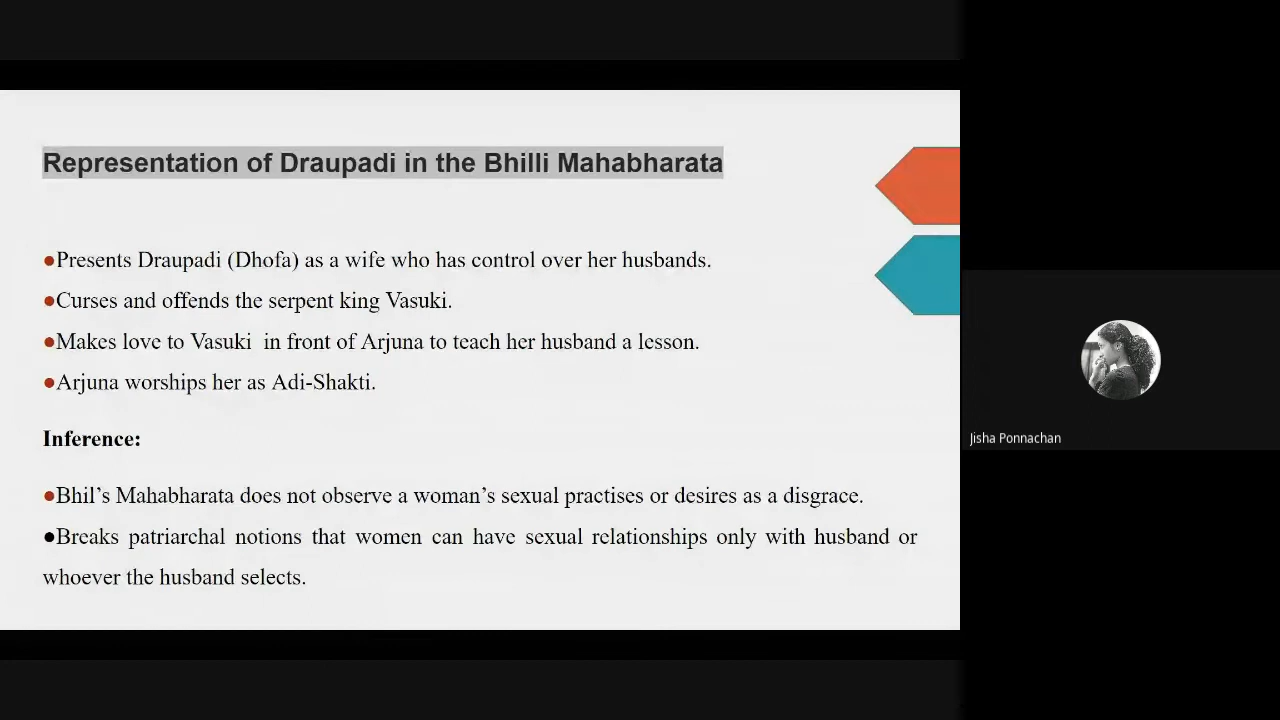 Representation of Draupadi in the Bhilli Mahabharata
●Presents Draupadi (Dhofa) as a wife who has control over her husbands.
●Curses and offends the serpent king Vasuki.
●Makes love to Vasuki  in front of Arjuna to teach her husband a lesson.
●Arjuna worships her as Adi-Shakti.
Inference:
●Bhil’s Mahabharata does not observe a woman’s sexual practises or desires as a disgrace.
●Breaks patriarchal notions that women can have sexual relationships only with husband or
whoever the husband selects.
Jisha Ponnachan